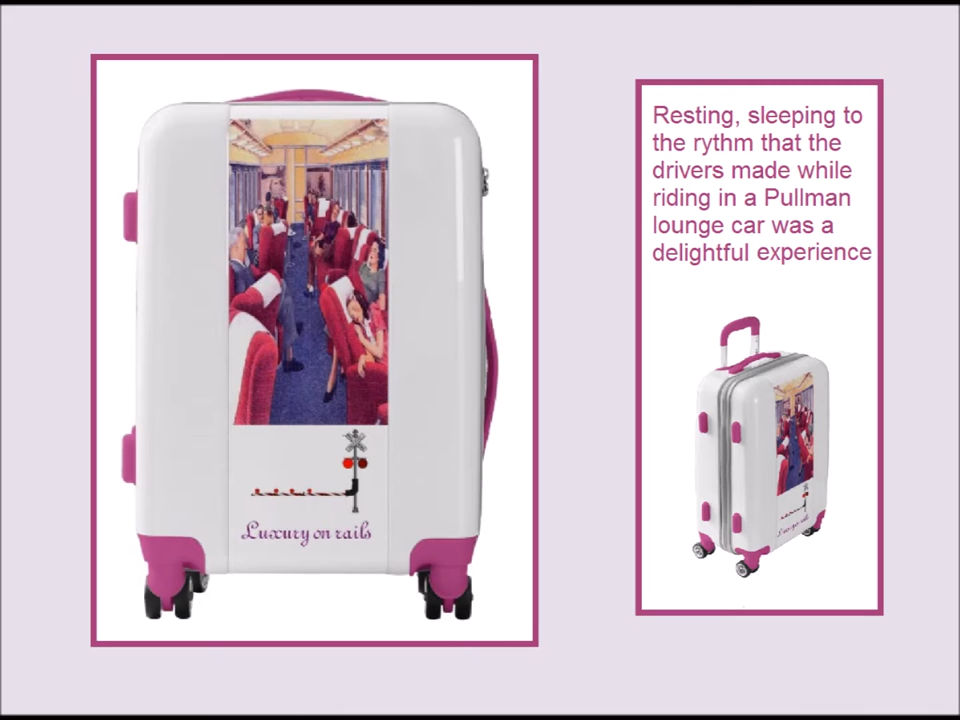 Resting, sleeping to
the rythm that the
drivers made while
riding in a Pullman
lounge car was a
delightful experience
Luxury on rails